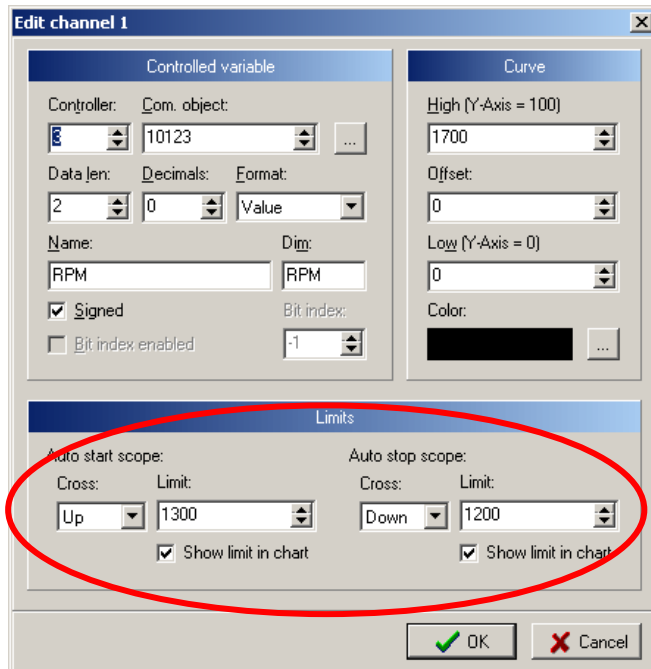 Edit channel 1
Controlled variable
Controller: Com. object:
3 10123 ...
Data len: Decimals: Format:
2 0 Value
Name: Dim:
RPM RPM
Signed Bit index:
Bit index enabled -1
Curve
High (Y-Axis = 100)
1700
Offset:
0
Low (Y-Axis = 0)
0
Color:
...
Limits
Auto start scope: Auto stop scope:
Cross: Limit: Cross: Limit:
Up 1300 Down 1200
Show limit in chart Show limit in chart
OK Cancel